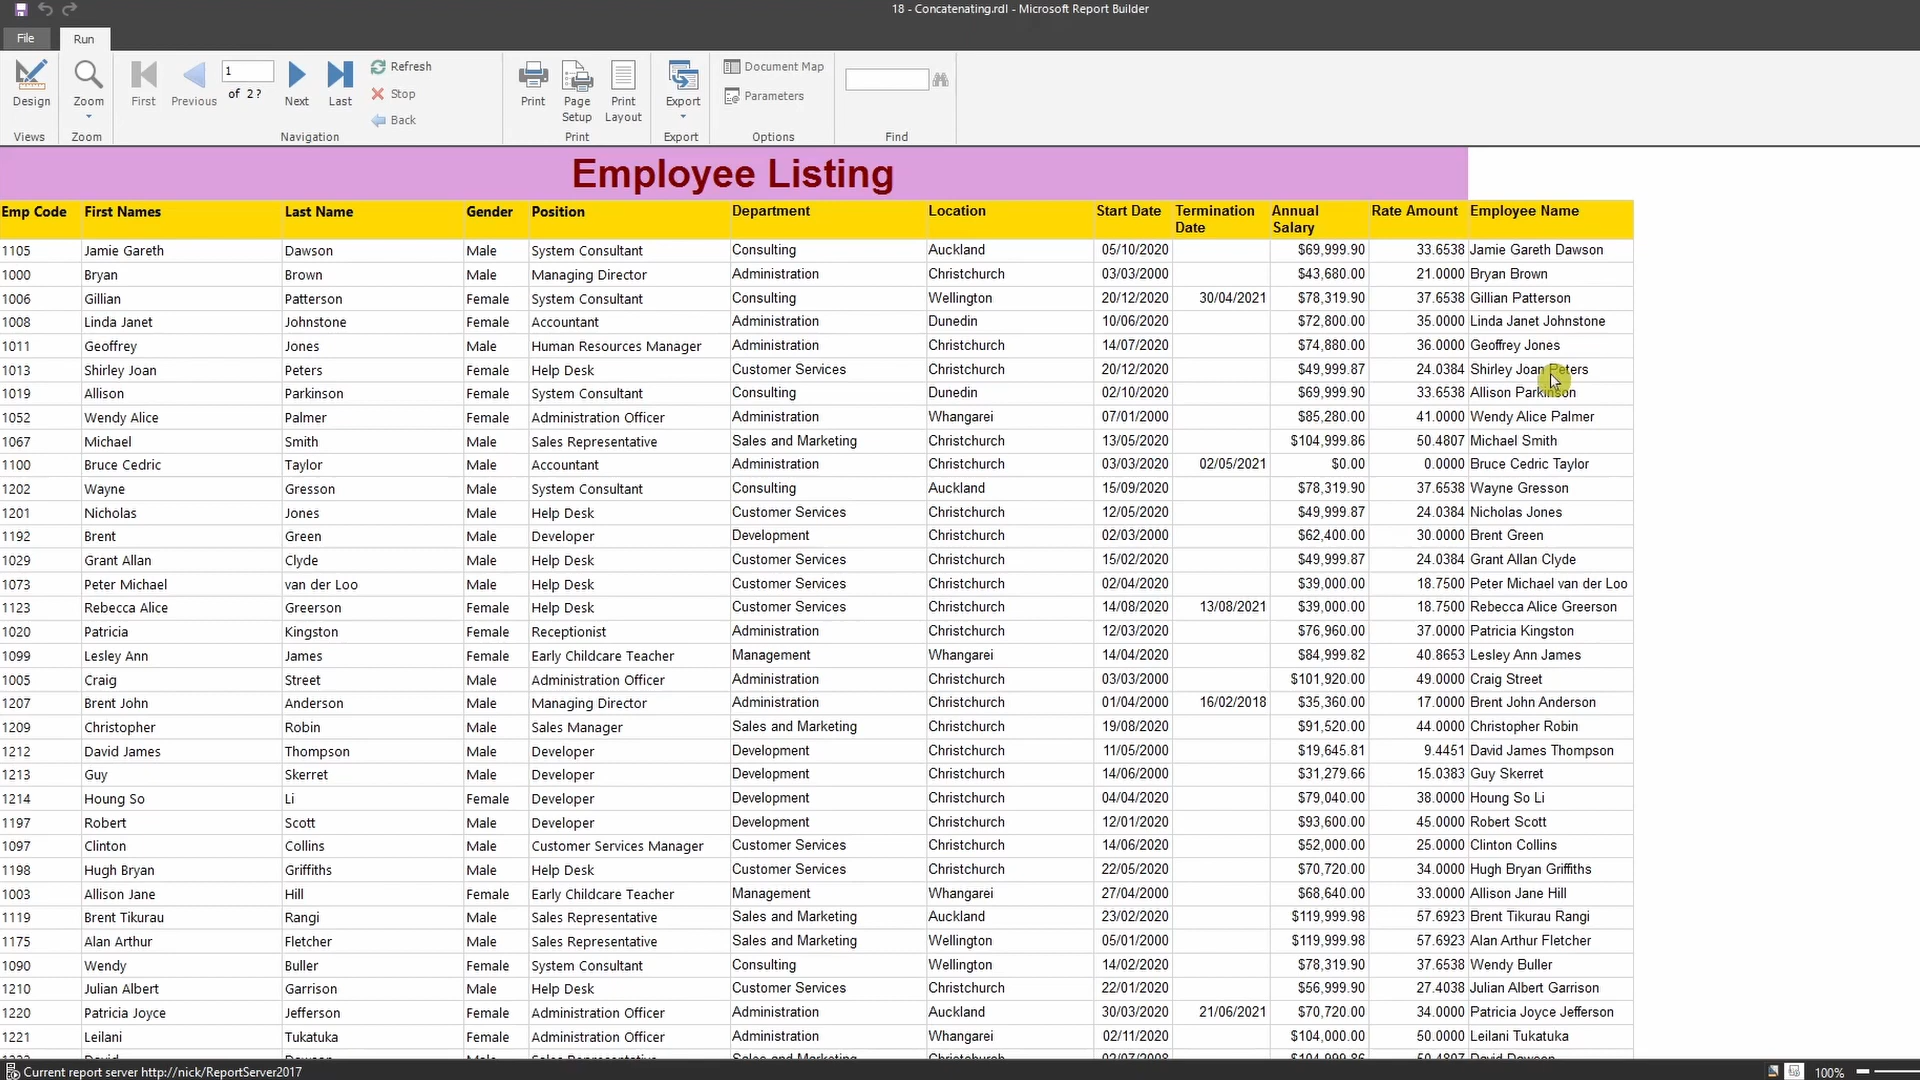 18 - Concatenating.rdl - Microsoft Report Builder
File Run
Design
Views
Zoom
Zoom
First
Previous
1
of 2 ?
Next
Last
Refresh
Stop
Back
Navigation
Print
Page Setup
Print Layout
Print
Export
Export
Document Map
Parameters
Options
Find
Employee Listing
Emp Code First Names Last Name Gender Position Department Location Start Date Termination Date Annual Salary Rate Amount Employee Name
1105 Jamie Gareth Dawson Male System Consultant Consulting Auckland 05/10/2020 $69,999.90 33.6538 Jamie Gareth Dawson
1000 Bryan Brown Male Managing Director Administration Christchurch 03/03/2000 $43,680.00 21.0000 Bryan Brown
1006 Gillian Patterson Female System Consultant Consulting Wellington 20/12/2020 30/04/2021 $78,319.90 37.6538 Gillian Patterson
1008 Linda Janet Johnstone Female Accountant Administration Dunedin 10/06/2020 $72,800.00 35.0000 Linda Janet Johnstone
1011 Geoffrey Jones Male Human Resources Manager Administration Christchurch 14/07/2020 $74,880.00 36.0000 Geoffrey Jones
1013 Shirley Joan Peters Female Help Desk Customer Services Christchurch 20/12/2020 $49,999.87 24.0384 Shirley Joan Peters
1019 Allison Parkinson Female System Consultant Consulting Dunedin 02/10/2020 $69,999.90 33.6538 Allison Parkinson
1052 Wendy Alice Palmer Female Administration Officer Administration Whangarei 07/01/2000 $85,280.00 41.0000 Wendy Alice Palmer
1067 Michael Smith Male Sales Representative Sales and Marketing Christchurch 13/05/2020 $104,999.86 50.4807 Michael Smith
1100 Bruce Cedric Taylor Male Accountant Administration Christchurch 03/03/2020 02/05/2021 $0.00 0.0000 Bruce Cedric Taylor
1202 Wayne Gresson Male System Consultant Consulting Auckland 15/09/2020 $78,319.90 37.6538 Wayne Gresson
1201 Nicholas Jones Male Help Desk Customer Services Christchurch 12/05/2020 $49,999.87 24.0384 Nicholas Jones
1192 Brent Green Male Developer Development Christchurch 02/03/2000 $62,400.00 30.0000 Brent Green
1029 Grant Allan Clyde Male Help Desk Customer Services Christchurch 15/02/2020 $49,999.87 24.0384 Grant Allan Clyde
1073 Peter Michael van der Loo Male Help Desk Customer Services Christchurch 02/04/2020 $39,000.00 18.7500 Peter Michael van der Loo
1123 Rebecca Alice Greerson Female Help Desk Customer Services Christchurch 14/08/2020 13/08/2021 $39,000.00 18.7500 Rebecca Alice Greerson
1020 Patricia Kingston Female Receptionist Administration Christchurch 12/03/2020 $76,960.00 37.0000 Patricia Kingston
1099 Lesley Ann James Female Early Childcare Teacher Management Whangarei 14/04/2020 $84,999.82 40.8653 Lesley Ann James
1005 Craig Street Male Administration Officer Administration Christchurch 03/03/2000 $101,920.00 49.0000 Craig Street
1207 Brent John Anderson Male Managing Director Administration Christchurch 01/04/2000 16/02/2018 $35,360.00 17.0000 Brent John Anderson
1209 Christopher Robin Male Sales Manager Sales and Marketing Christchurch 19/08/2020 $91,520.00 44.0000 Christopher Robin
1212 David James Thompson Male Developer Development Christchurch 11/05/2000 $19,645.81 9.4451 David James Thompson
1213 Guy Skerret Male Developer Development Christchurch 14/06/2000 $31,279.66 15.0383 Guy Skerret
1214 Houng So Li Female Developer Development Christchurch 04/04/2020 $79,040.00 38.0000 Houng So Li
1197 Robert Scott Male Developer Development Christchurch 12/01/2020 $93,600.00 45.0000 Robert Scott
1097 Clinton Collins Male Customer Services Manager Customer Services Christchurch 14/06/2020 $52,000.00 25.0000 Clinton Collins
1198 Hugh Bryan Griffiths Male Help Desk Customer Services Christchurch 22/05/2020 $70,720.00 34.0000 Hugh Bryan Griffiths
1003 Allison Jane Hill Female Early Childcare Teacher Management Whangarei 27/04/2000 $68,640.00 33.0000 Allison Jane Hill
1119 Brent Tikurau Rangi Male Sales Representative Sales and Marketing Auckland 23/02/2020 $119,999.98 57.6923 Brent Tikurau Rangi
1175 Alan Arthur Fletcher Male Sales Representative Sales and Marketing Wellington 05/01/2000 $119,999.98 57.6923 Alan Arthur Fletcher
1090 Wendy Buller Female System Consultant Consulting Wellington 14/02/2020 $78,319.90 37.6538 Wendy Buller
1210 Julian Albert Garrison Male Help Desk Customer Services Christchurch 22/01/2020 $56,999.90 27.4038 Julian Albert Garrison
1220 Patricia Joyce Jefferson Female Administration Officer Administration Auckland 30/03/2020 21/06/2021 $70,720.00 34.0000 Patricia Joyce Jefferson
1221 Leilani Tukatuka Female Administration Officer Administration Whangarei 02/11/2020 $104,000.00 50.0000 Leilani Tukatuka
Current report server http://nick/ReportServer2017
100%